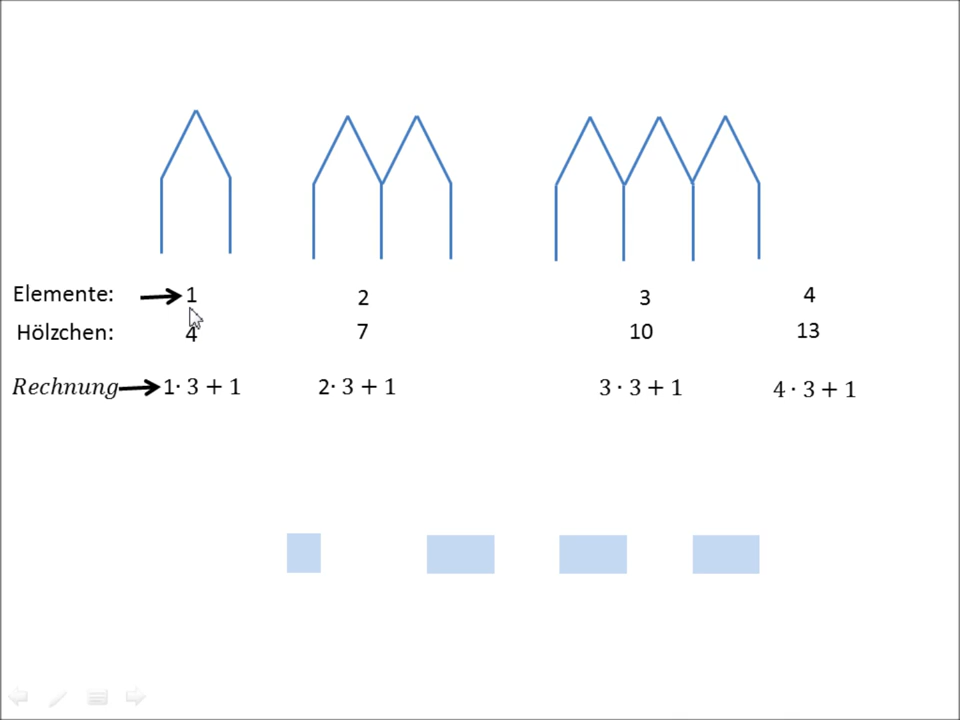 Elemente: 1 2 3 4
Hölzchen: 4 7 10 13
Rechnung 1· 3 + 1 2· 3 + 1 3 · 3 + 1 4 · 3 + 1